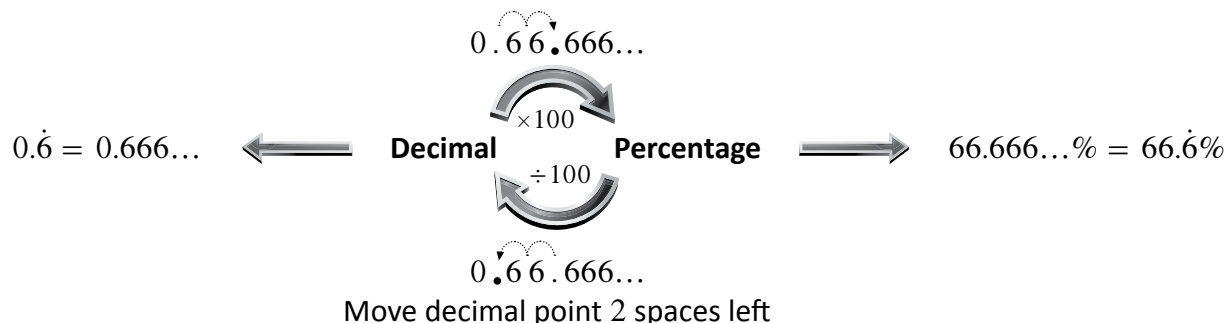 0.66.666...
×100
0.6̇ = 0.666... Decimal Percentage 66.666...% = 66.6̇%
÷100
0.66.666...
Move decimal point 2 spaces left